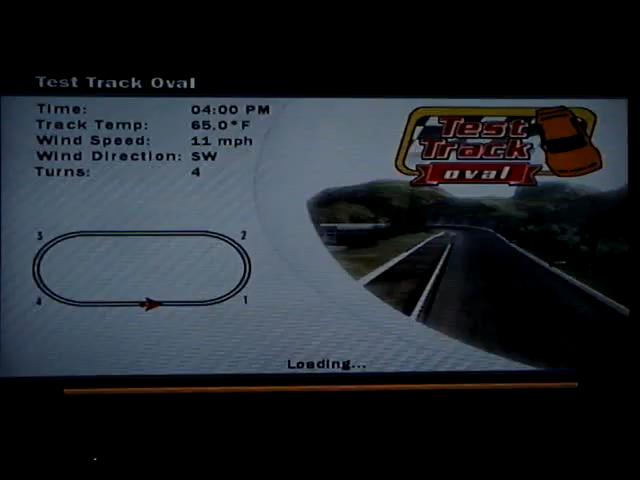 Test Track Oval
Time: 04:00 PM
Track Temp: 65.0°F
Wind Speed: 11 mph
Wind Direction: SW
Turns: 4
Test
Track
oval
3 2
4 1
Loading...